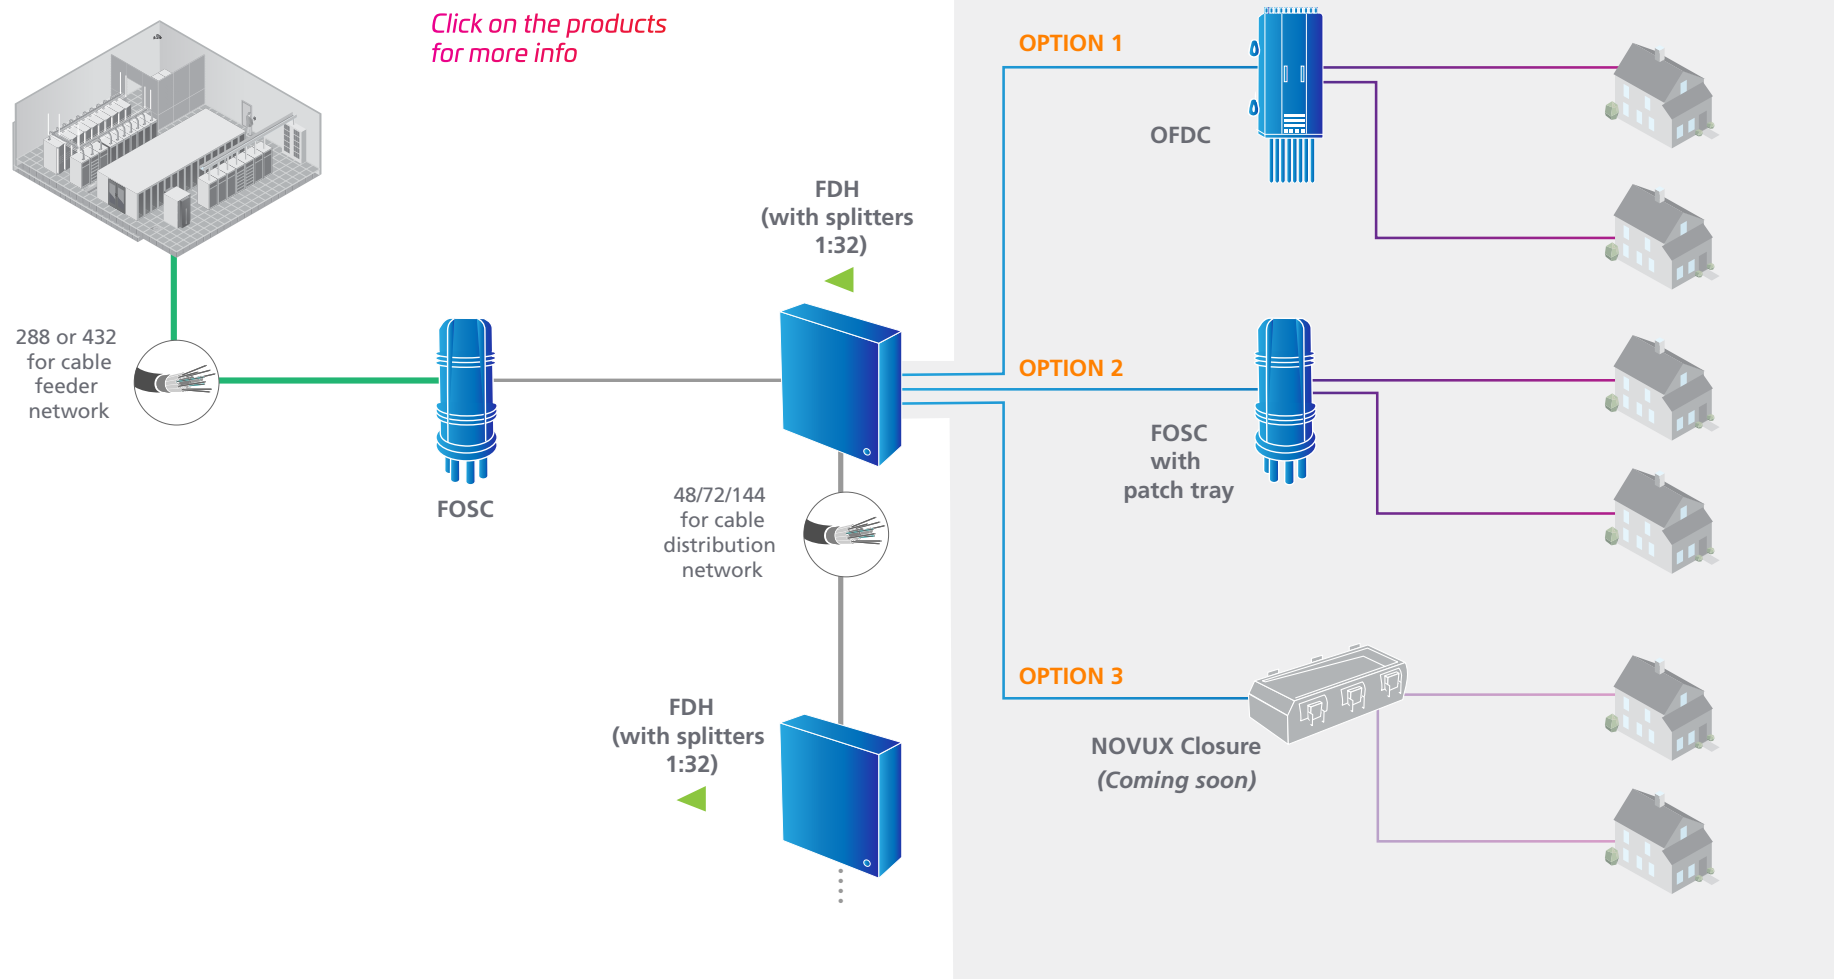 Click on the products
for more info
OPTION 1
OFDC
FDH
(with splitters
1:32)
288 or 432
for cable
feeder
network
OPTION 2
FOSC
with
patch tray
FOSC
48/72/144
for cable
distribution
network
OPTION 3
FDH
(with splitters
1:32)
NOVUX Closure
(Coming soon)